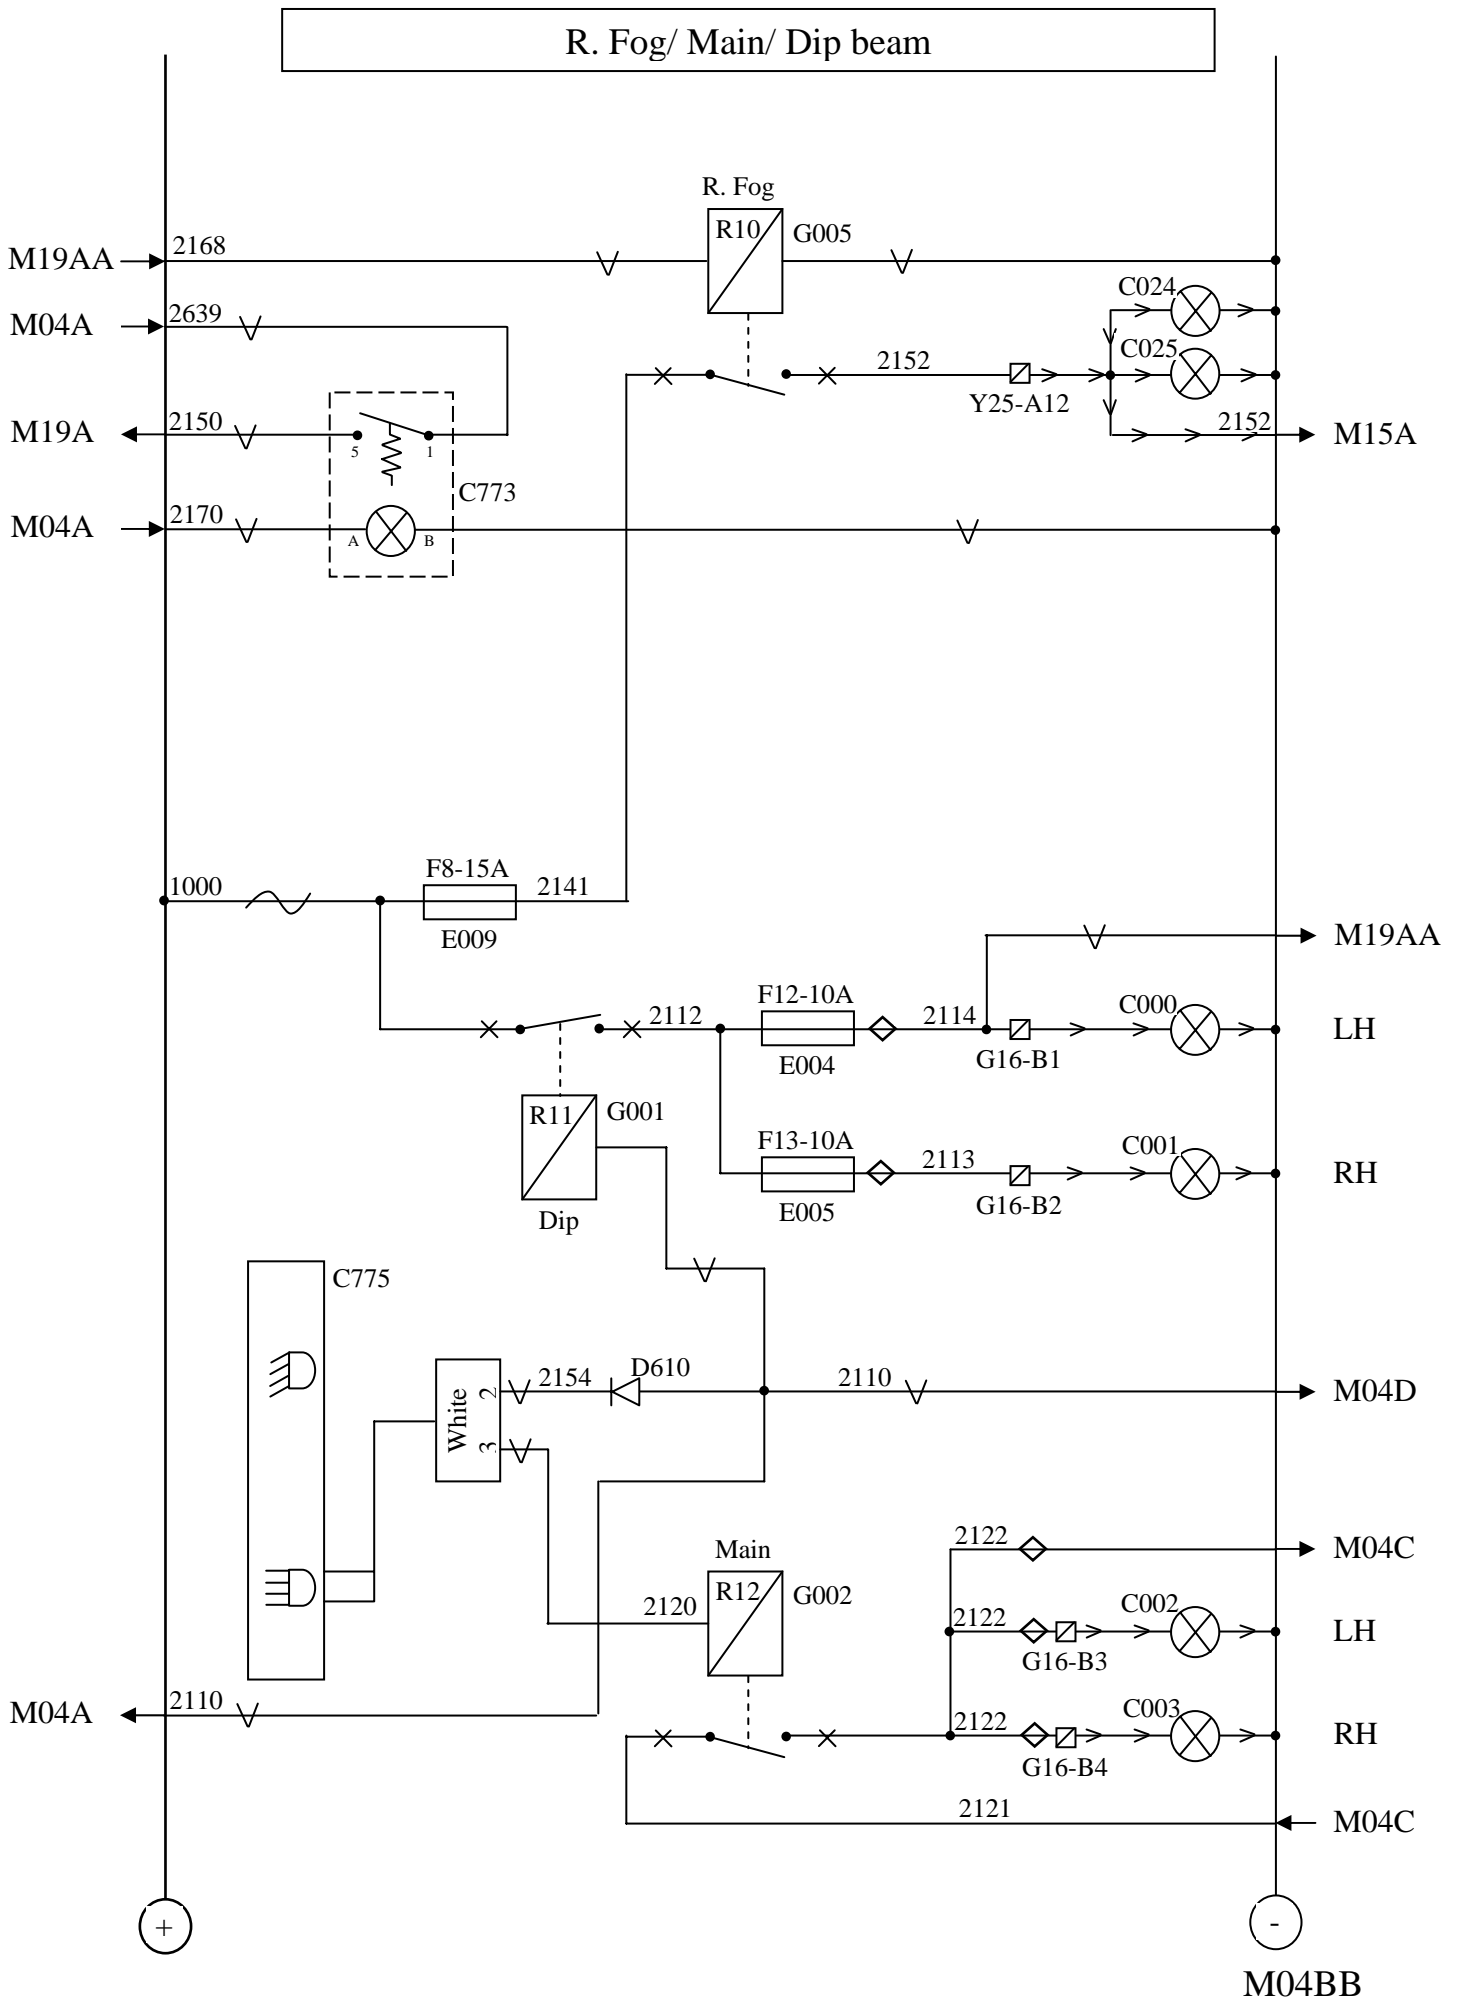 R. Fog/ Main/ Dip beam
R. Fog
R10
G005
M19AA
2168
M04A
2639
C024
C025
2152
Y25-A12
M19A
2150
5
1
2152
M15A
C773
M04A
2170
A
B
1000
F8-15A
2141
E009
M19AA
F12-10A
2112
2114
C000
LH
E004
G16-B1
R11
G001
F13-10A
2113
C001
RH
E005
G16-B2
Dip
C775
White
2
3
2154
D610
2110
M04D
Main
R12
G002
2120
2122
M04C
2122
C002
LH
G16-B3
M04A
2110
2122
C003
RH
G16-B4
2121
M04C
+
-
M04BB